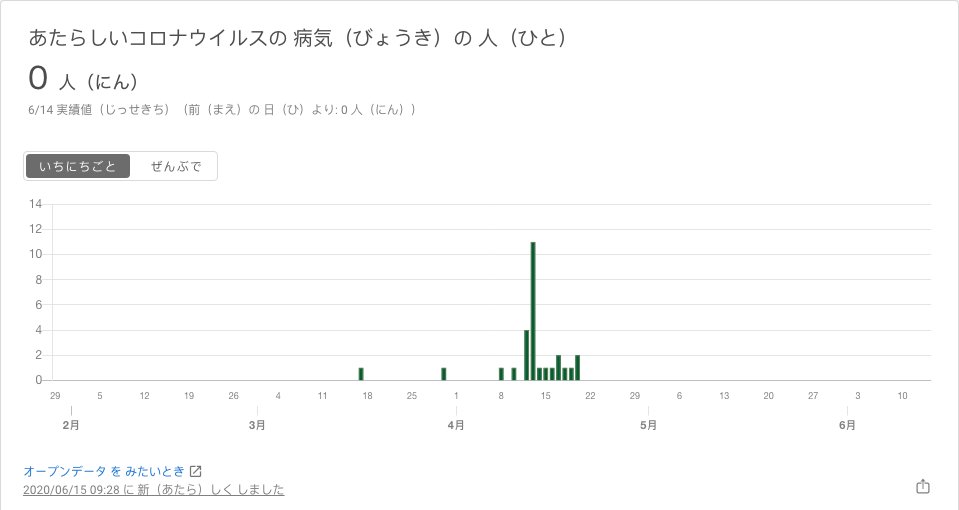 あたらしいコロナウイルスの 病気（びょうき）の 人（ひと）
0 人（にん）
6/14 実績値（じっせきち）（前（まえ）の 日（ひ）より: 0 人（にん））
いちにちごと ぜんぶで
14
12
10
8
6
4
2
0
29 5 12 19 26 4 11 18 25 1 8 15 22 29 6 13 20 27 3 10
2月 3月 4月 5月 6月
オープンデータ を みたいとき
2020/06/15 09:28 に 新（あたら）しく しました